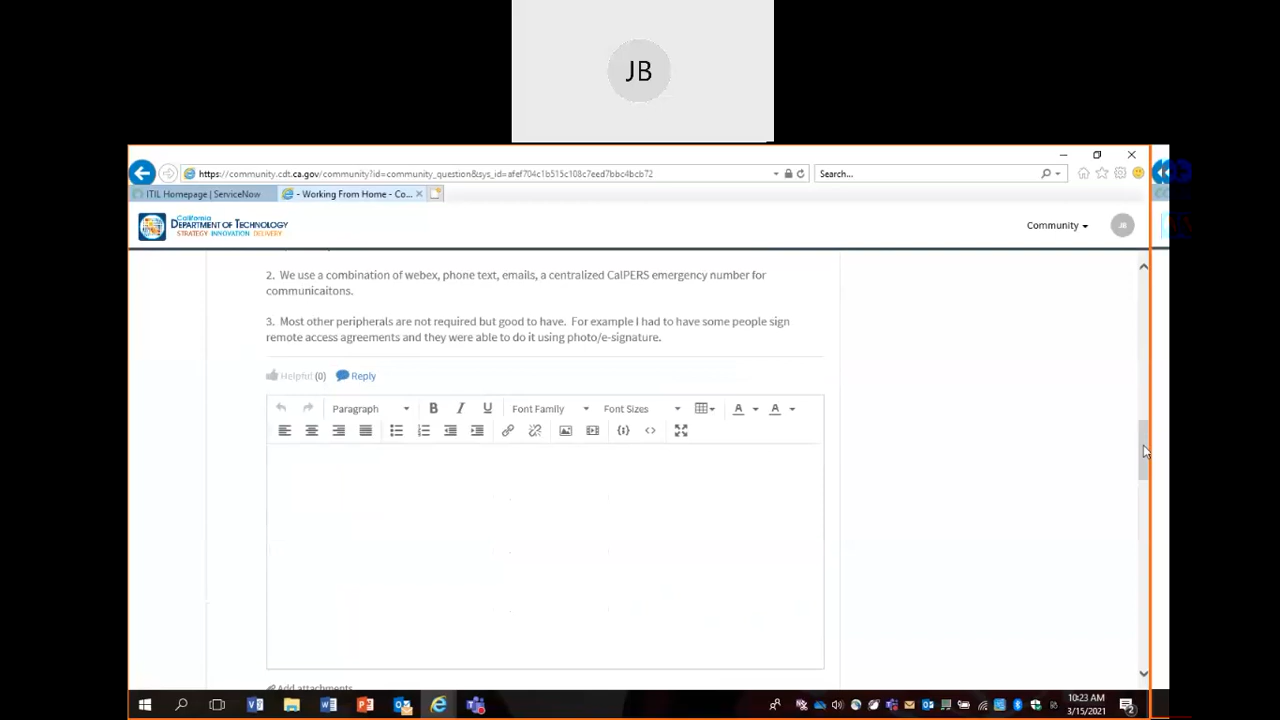 JB
https://community.cdt.ca.gov/community?id=community_question&sys_id=afef704c1b515c108c7eed7bbc4bcb72
Search...
ITIL Homepage | ServiceNow
- Working From Home - Co...
California
DEPARTMENT OF TECHNOLOGY
STRATEGY INNOVATION DELIVERY
Community
JB
2. We use a combination of webex, phone text, emails, a centralized CalPERS emergency number for
communicaitons.
3. Most other peripherals are not required but good to have. For example I had to have some people sign
remote access agreements and they were able to do it using photo/e-signature.
Helpful (0) Reply
Paragraph B I U Font Family Font Sizes A A
Add attachments
10:23 AM
3/15/2021